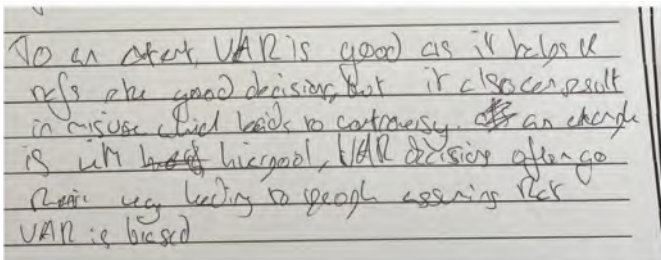 To an extent, VAR is good as it helps
refs make good decisions, but it also can result
in misuse which leads to controversy. an example
is with liverpool, VAR decisions often go
their way leading to people assuming that
VAR is biased